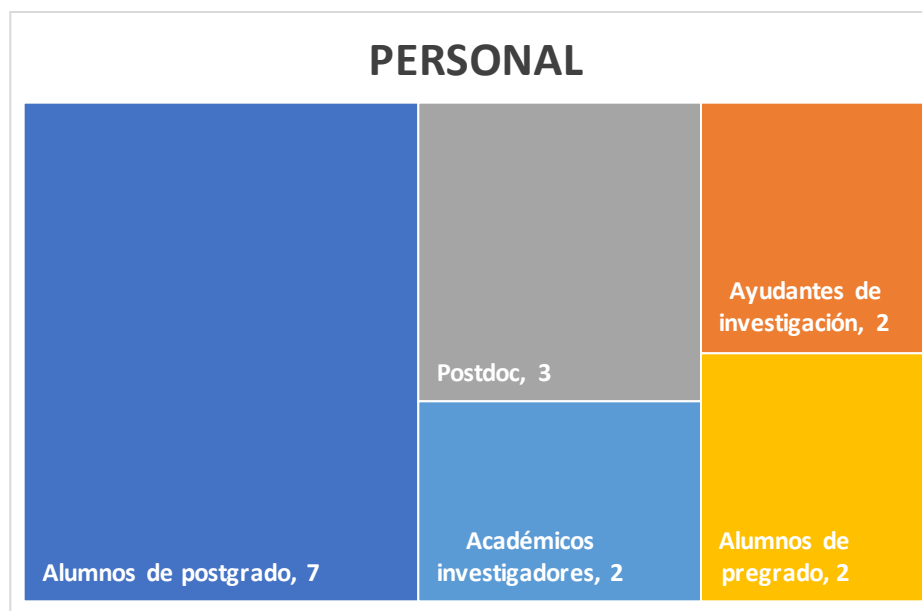 PERSONAL
Alumnos de postgrado, 7
Postdoc, 3
Académicos
investigadores, 2
Ayudantes de
investigación, 2
Alumnos de
pregrado, 2